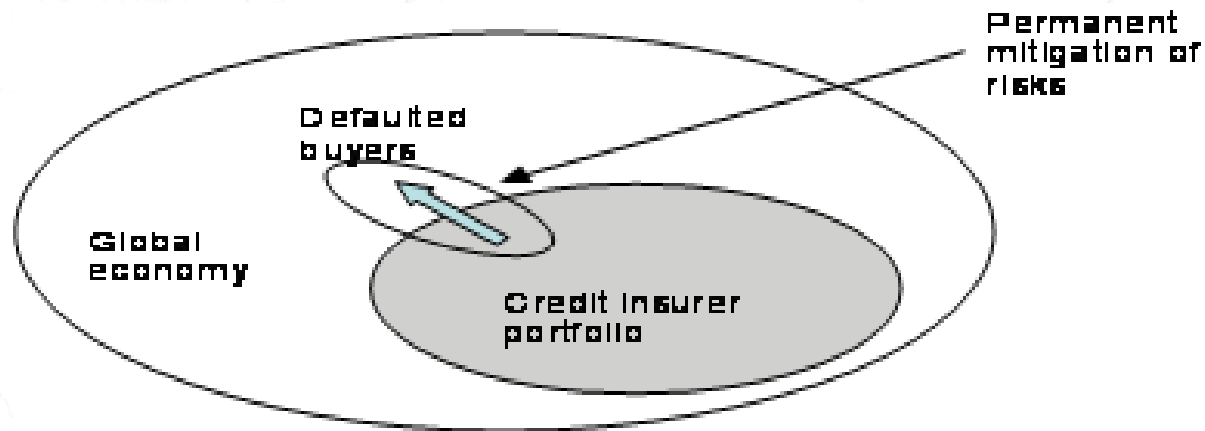 Permanent
mitigation of
risks
Defaulted
buyers
Global
economy
Credit insurer
portfolio